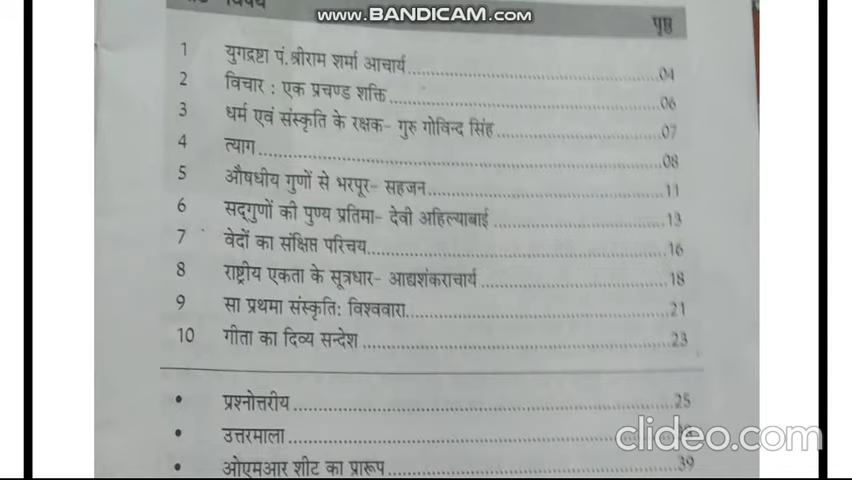 www.BANDICAM.com
विषय
पृष्ठ
1 युगद्रष्टा पं.श्रीराम शर्मा आचार्य 04
2 विचार : एक प्रचण्ड शक्ति 06
3 धर्म एवं संस्कृति के रक्षक- गुरु गोविन्द सिंह 07
4 त्याग 08
5 औषधीय गुणों से भरपूर- सहजन 11
6 सद्गुणों की पुण्य प्रतिमा- देवी अहिल्याबाई 13
7 वेदों का संक्षिप्त परिचय 16
8 राष्ट्रीय एकता के सूत्रधार- आद्यशंकराचार्य 18
9 सा प्रथमा संस्कृति: विश्ववारा 21
10 गीता का दिव्य सन्देश 23
• प्रश्नोत्तरीय 25
• उत्तरमाला
• ओएमआर शीट का प्रारूप 39
clideo.com